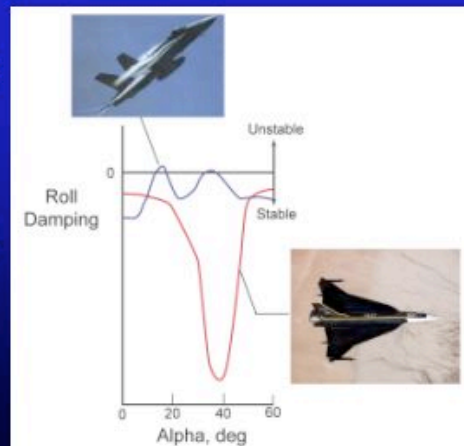 Unstable
0
Roll
Damping
Stable
0 20 40 60
Alpha, deg